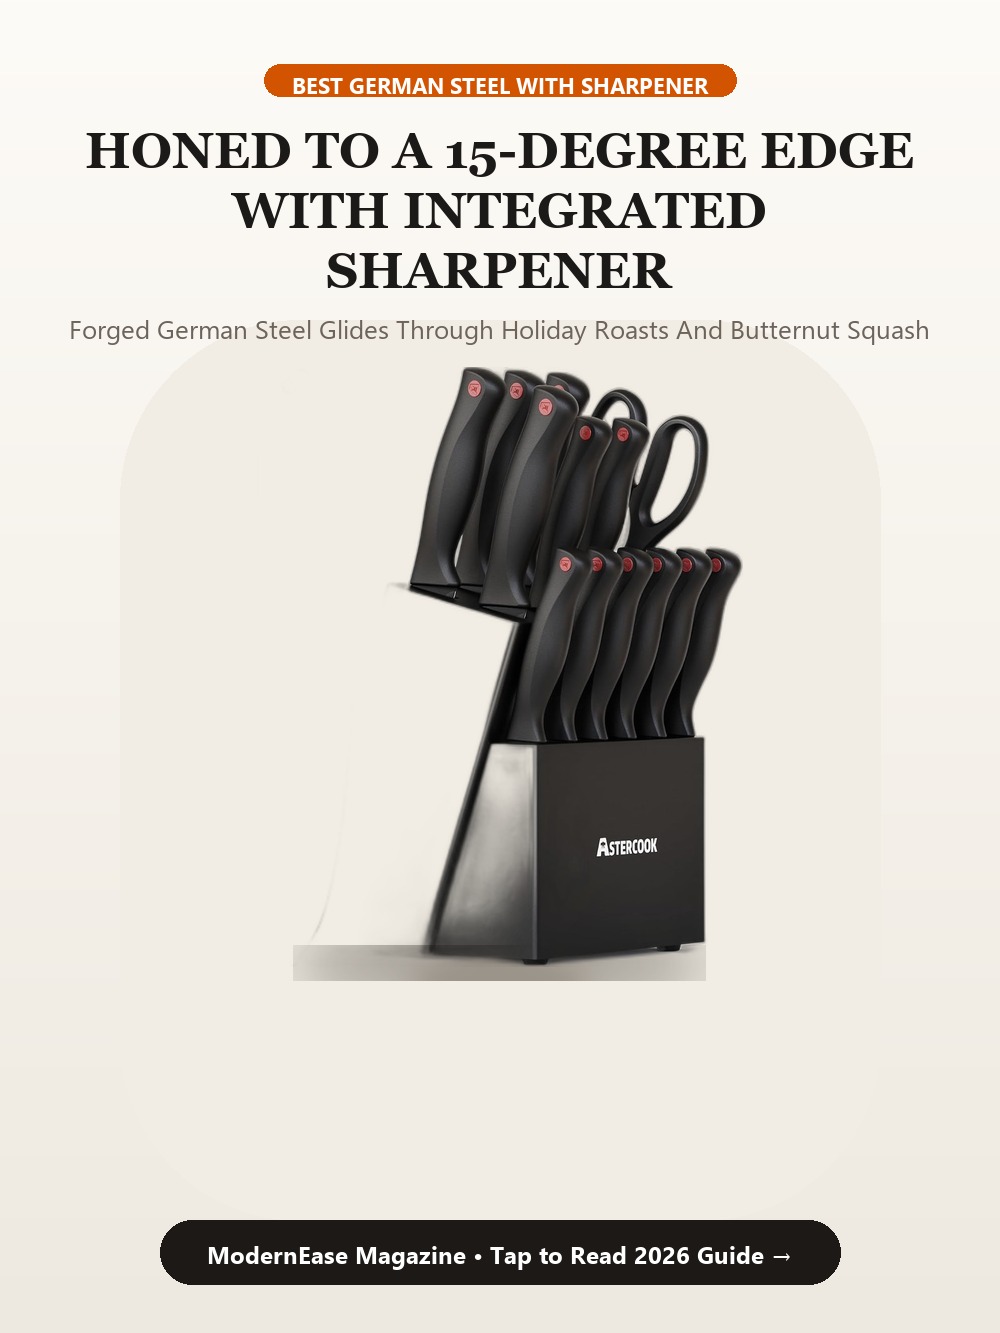 BEST GERMAN STEEL WITH SHARPENER
HONED TO A 15-DEGREE EDGE
WITH INTEGRATED
SHARPENER
Forged German Steel Glides Through Holiday Roasts And Butternut Squash
ASTERCOOK
ModernEase Magazine • Tap to Read 2026 Guide →